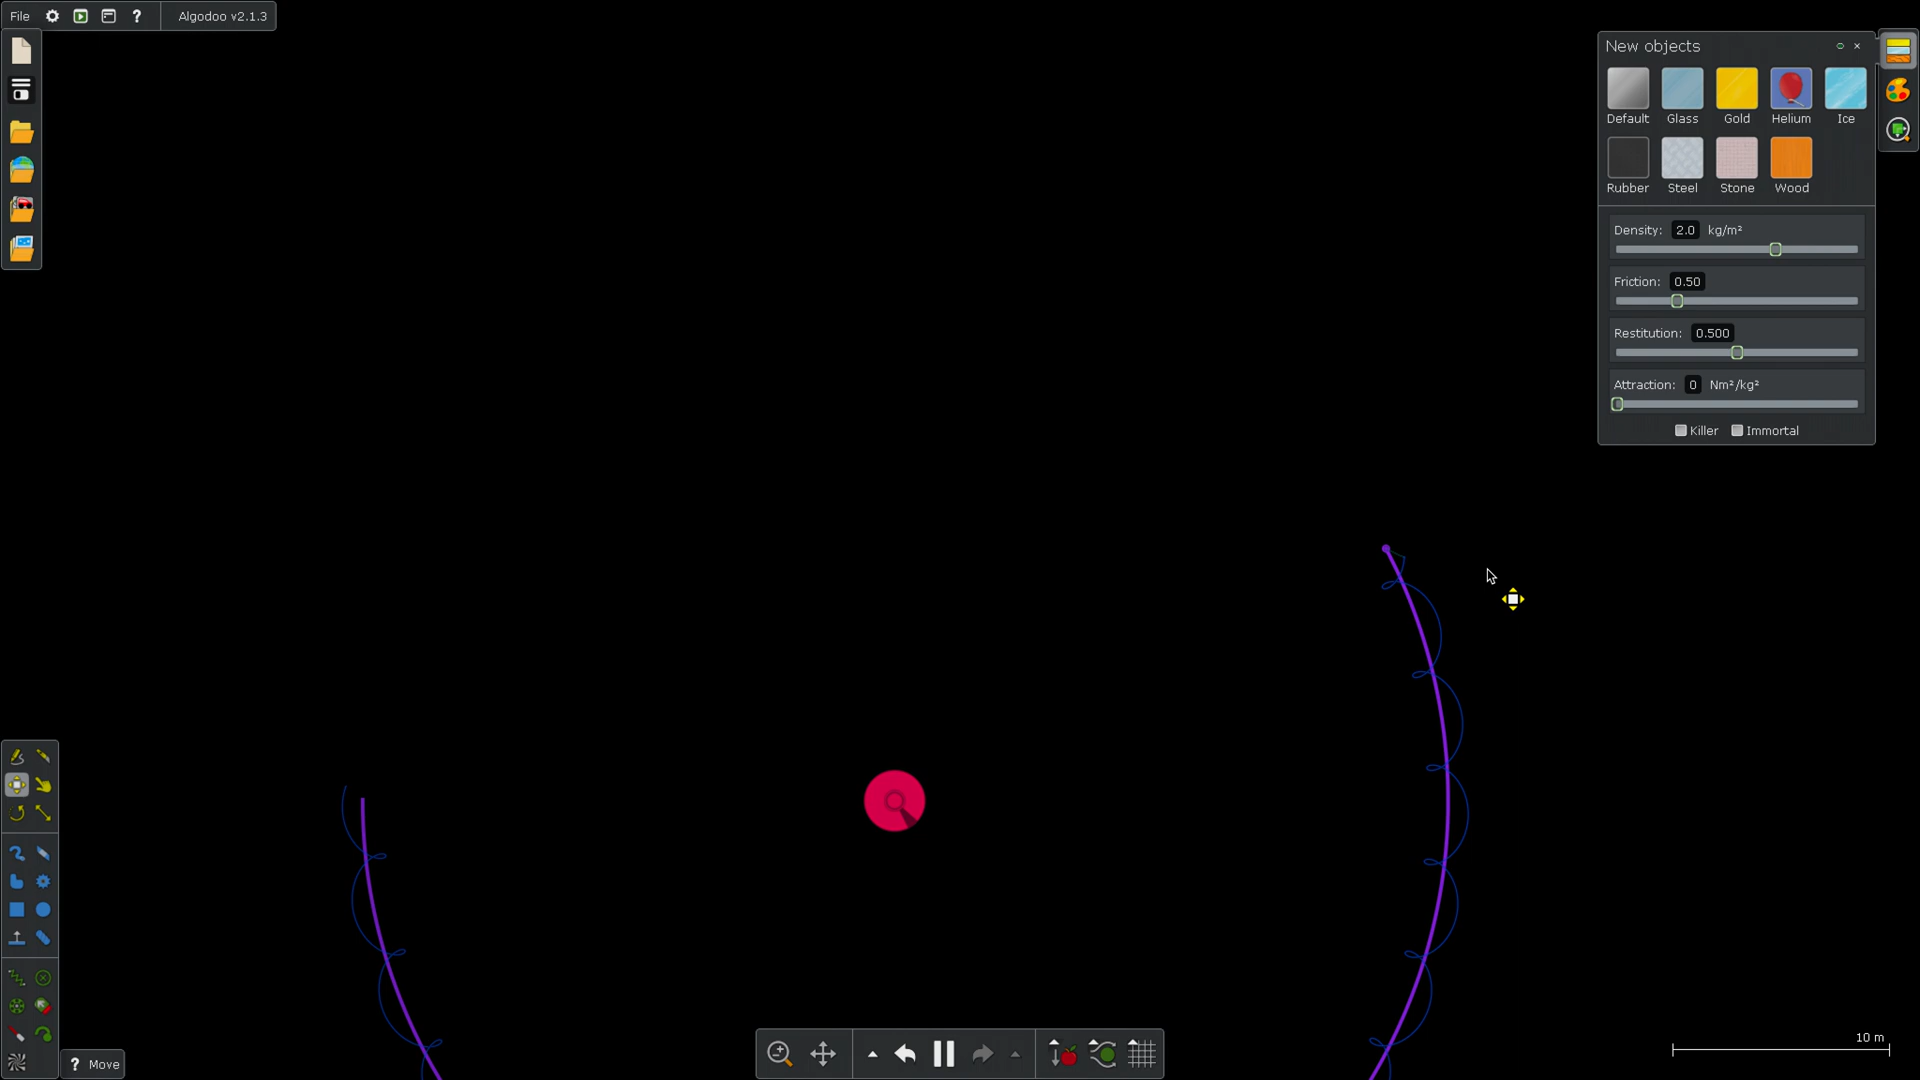 File ? Algodoo v2.1.3
New objects
Default Glass Gold Helium Ice
Rubber Steel Stone Wood
Density: 2.0 kg/m²
Friction: 0.50
Restitution: 0.500
Attraction: 0 Nm²/kg²
Killer Immortal
? Move
10 m